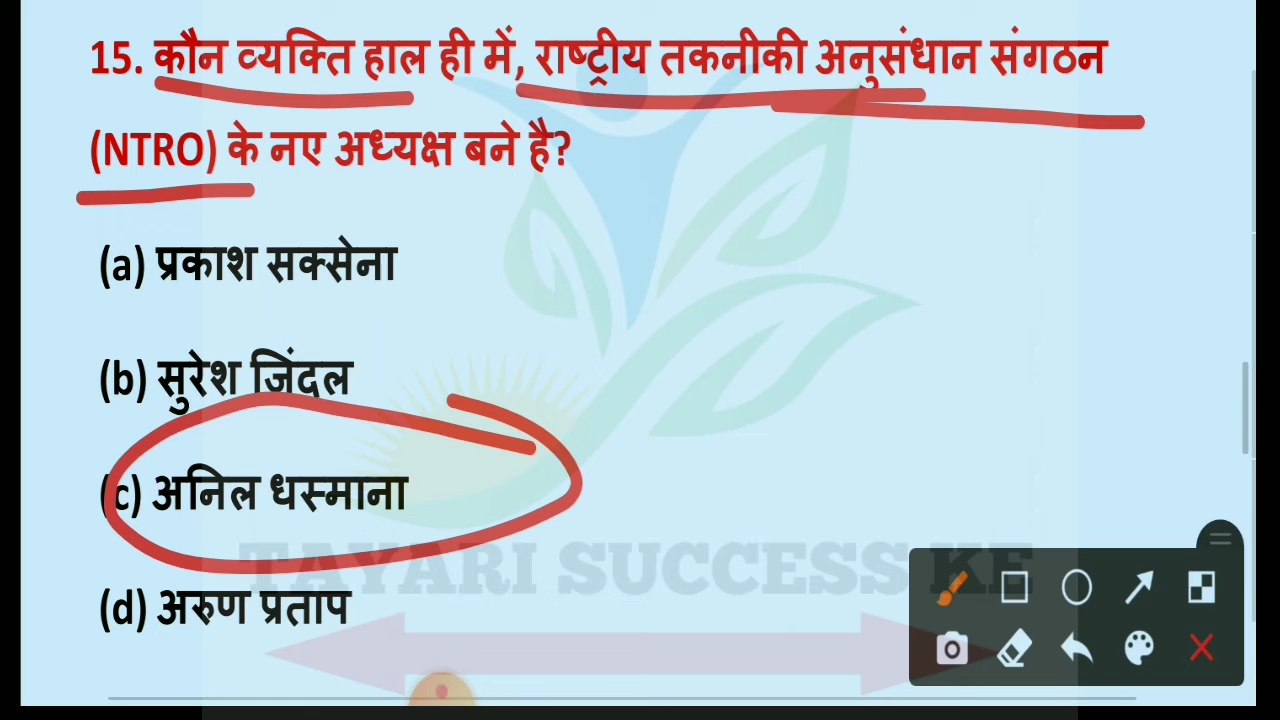 15. कौन व्यक्ति हाल ही में, राष्ट्रीय तकनीकी अनुसंधान संगठन
(NTRO) के नए अध्यक्ष बने है?
(a) प्रकाश सक्सेना
(b) सुरेश जिंदल
(c) अनिल धस्माना
TAYARI SUCCESS KE
(d) अरुण प्रताप